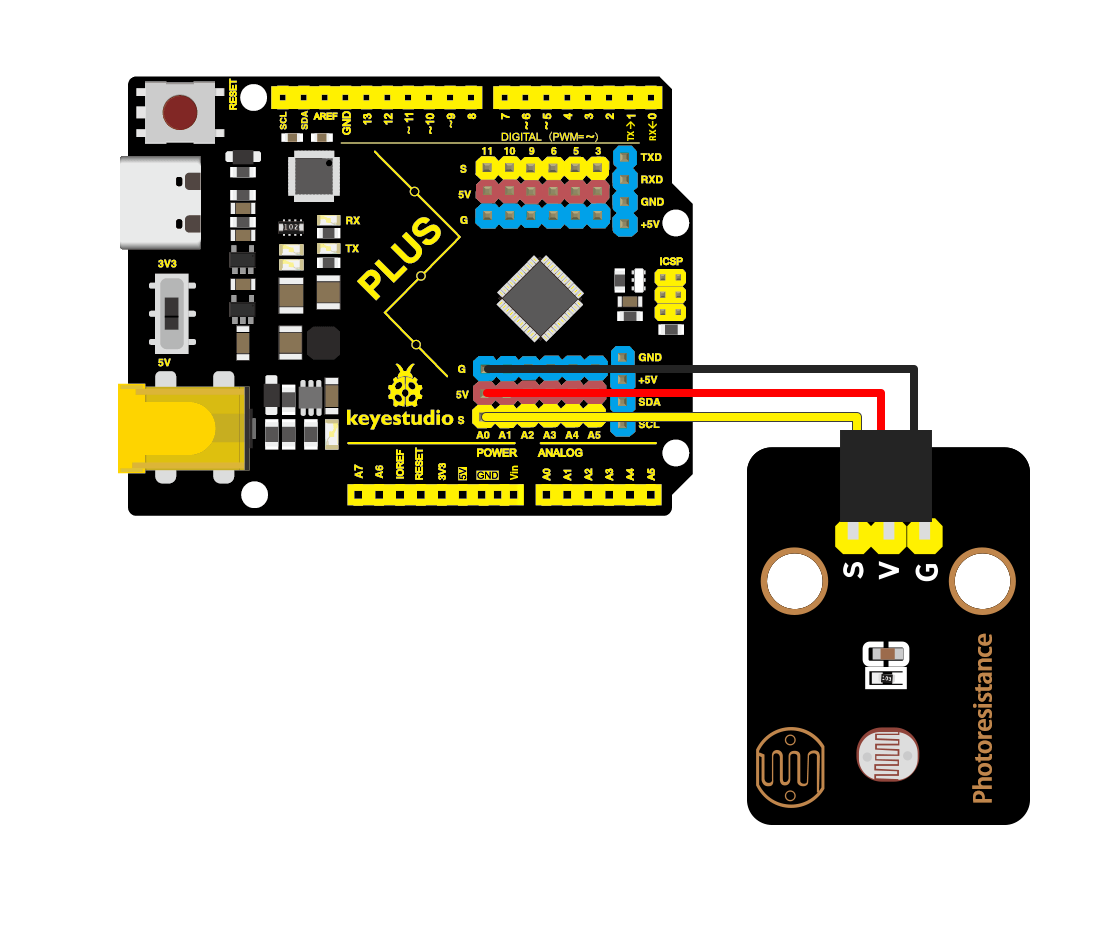 RESET
SCL
SDA
AREF
GND
13
12
~11
~10
~9
8
7
~6
~5
4
3
2
TX→1
RX←0
DIGITAL (PWM=~)
11 10 9 6 5 3
S
5V
G
TXD
RXD
GND
+5V
RX
TX
102
PLUS
ICSP
3V3
5V
G
5V
S
GND
+5V
SDA
SCL
keyestudio
A0 A1 A2 A3 A4 A5
POWER
ANALOG
A7
A6
IOREF
RESET
3V3
5V
GND
Vin
A0
A1
A2
A3
A4
A5
S
V
G
103
Photoresistance